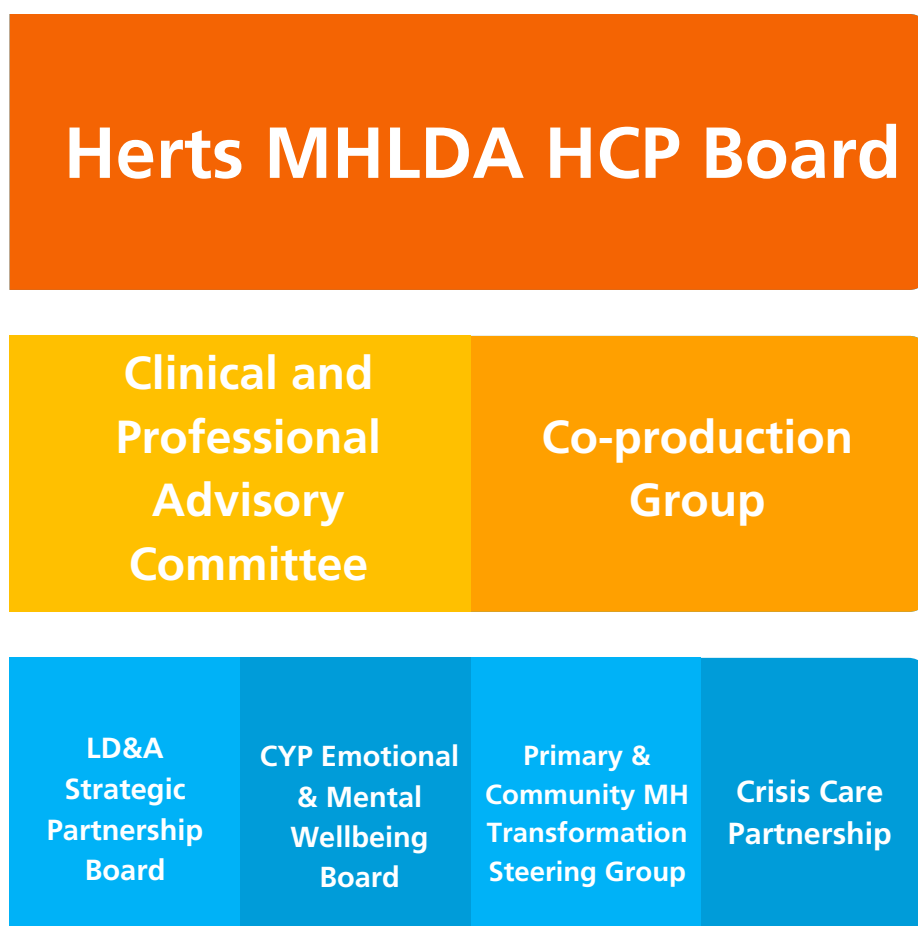 Herts MHLDA HCP Board
Clinical and
Professional
Advisory
Committee
Co-production
Group
LD&A
Strategic
Partnership
Board
CYP Emotional
& Mental
Wellbeing
Board
Primary &
Community MH
Transformation
Steering Group
Crisis Care
Partnership